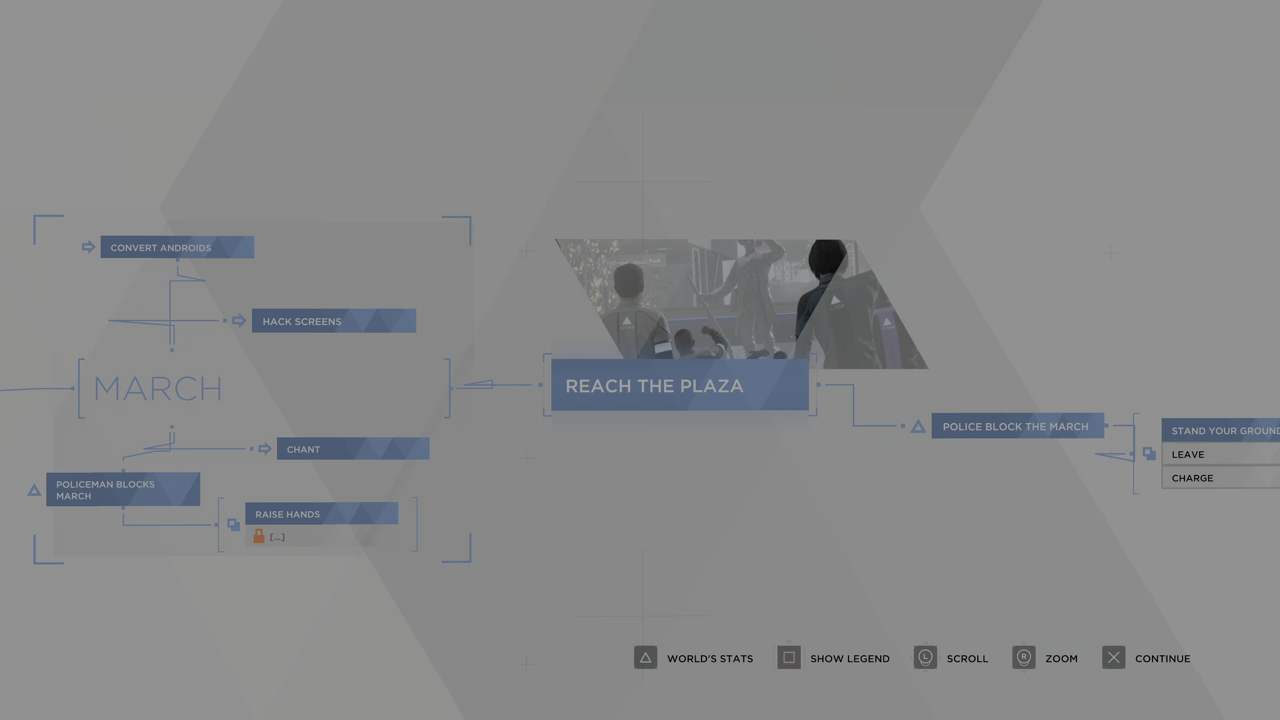 CONVERT ANDROIDS
HACK SCREENS
MARCH
CHANT
POLICEMAN BLOCKS
MARCH
RAISE HANDS
[...]
REACH THE PLAZA
POLICE BLOCK THE MARCH
STAND YOUR GROUND
LEAVE
CHARGE
WORLD'S STATS
SHOW LEGEND
L
SCROLL
R
ZOOM
CONTINUE